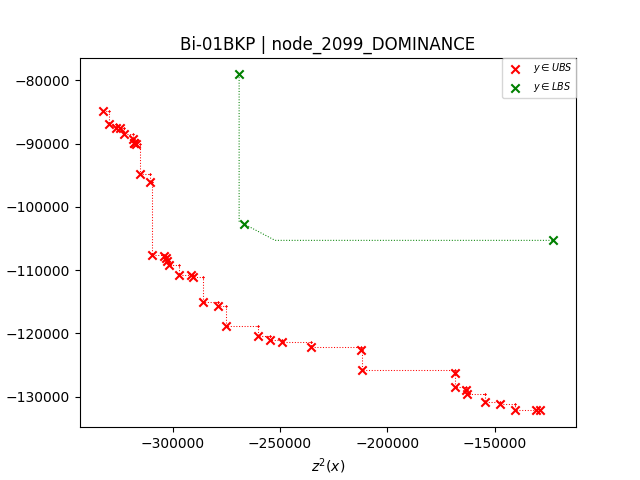 Bi-01BKP | node_2099_DOMINANCE
y ∈ UBS
y ∈ LBS
−80000
−90000
−100000
−110000
−120000
−130000
−300000 −250000 −200000 −150000
z²(x)